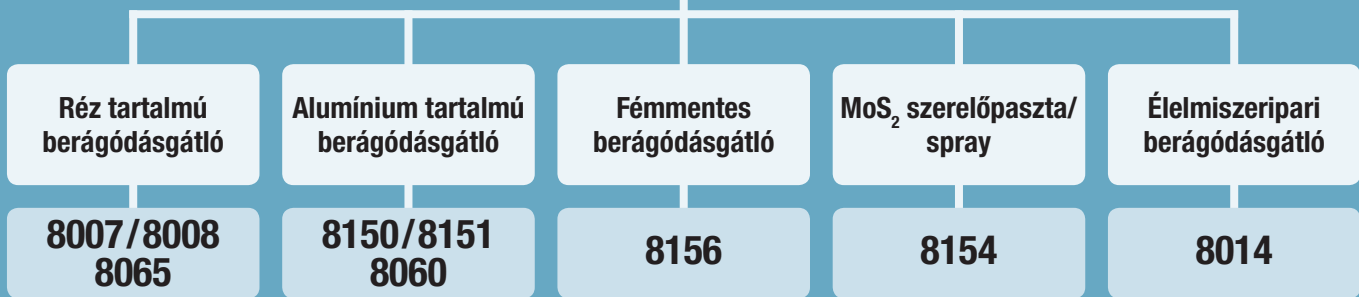 Réz tartalmú
berágódásgátló
Alumínium tartalmú
berágódásgátló
Fémmentes
berágódásgátló
MoS₂ szerelőpaszta/
spray
Élelmiszeripari
berágódásgátló
8007/8008
8065
8150/8151
8060
8156
8154
8014